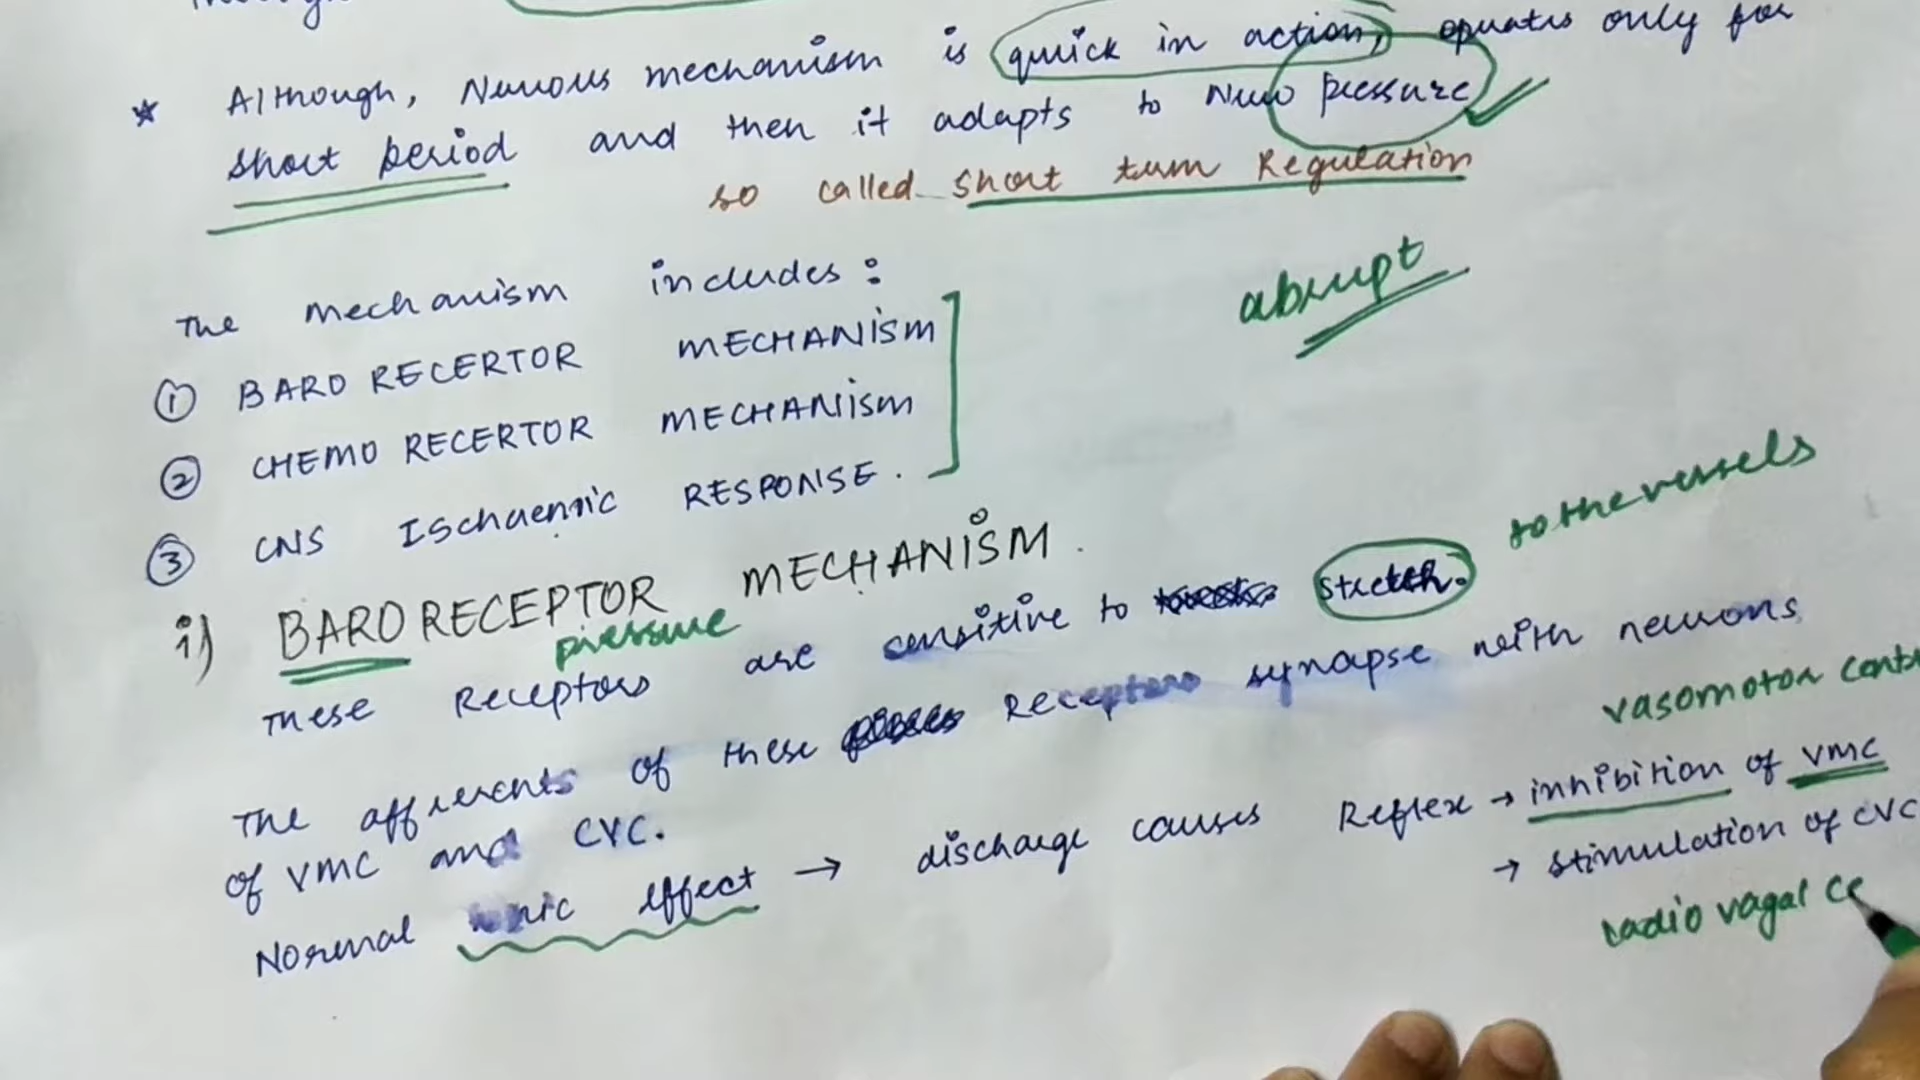 ★ Although, Nervous mechanism is quick in action, operates only for
short period and then it adapts to New pressure
so called short term Regulation
abrupt
The mechanism includes:
① BARO RECERTOR MECHANISM
② CHEMO RECERTOR MECHANiism
③ CNS Ischaemic RESPONSE.
i) BARORECEPTOR MECHANISM.
pressure
to the vessels
These Receptors are sensitive to stretch.
The afferents of these Receptors synapse with neurons
of VMC and CVC.
vasomotor cent
Normal tonic effect → discharge causes Reflex → inhibition of VMC
→ stimulation of CVC
cadio vagal Ce